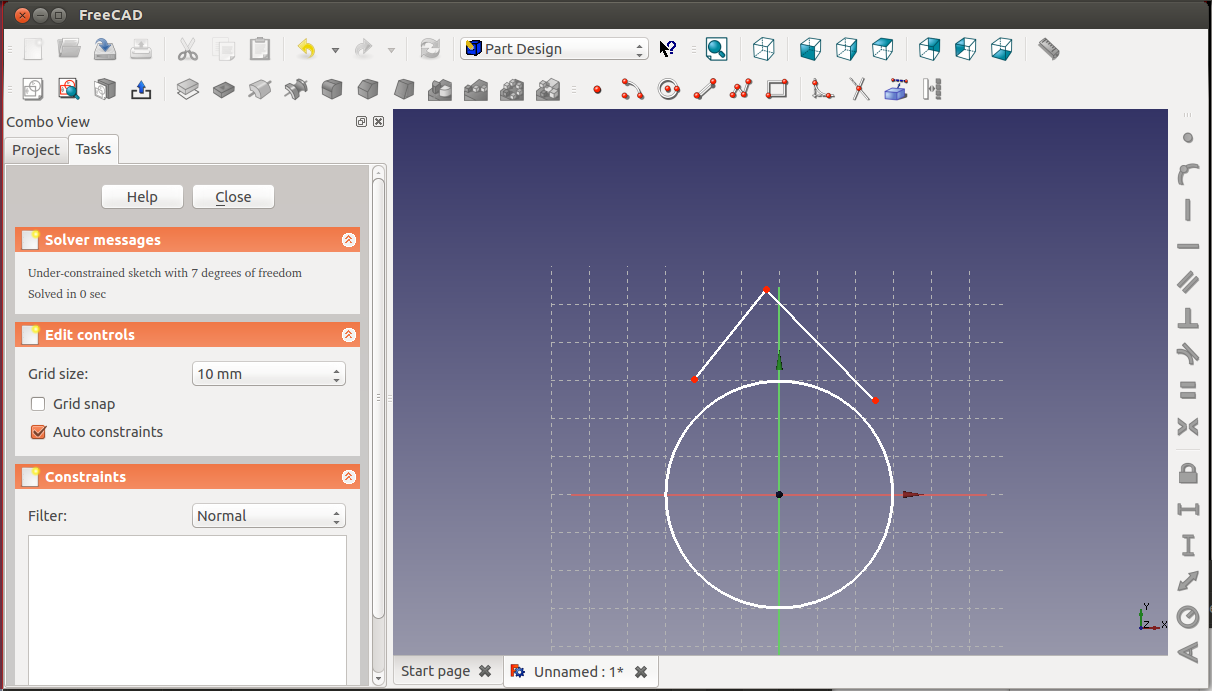 FreeCAD
Part Design
Combo View
Project Tasks
Help Close
Solver messages
Under-constrained sketch with 7 degrees of freedom
Solved in 0 sec
Edit controls
Grid size: 10 mm
Grid snap
Auto constraints
Constraints
Filter: Normal
Y
Z X
Start page Unnamed : 1*